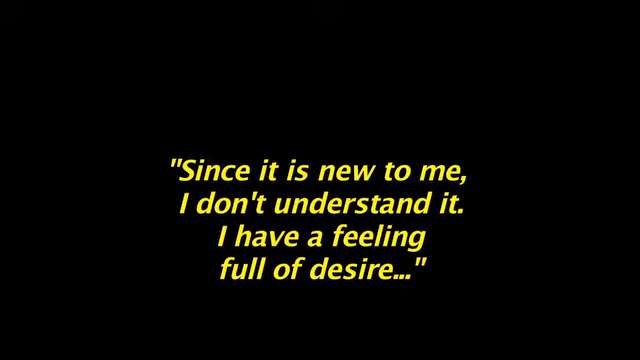 "Since it is new to me,
I don't understand it.
I have a feeling
full of desire..."